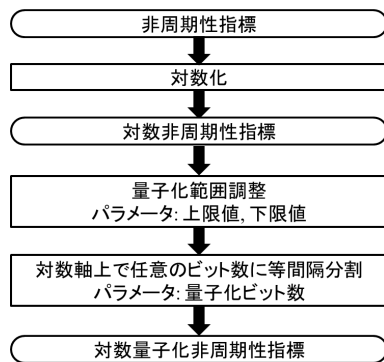 非周期性指標
対数化
対数非周期性指標
量子化範囲調整
パラメータ: 上限値, 下限値
対数軸上で任意のビット数に等間隔分割
パラメータ: 量子化ビット数
対数量子化非周期性指標